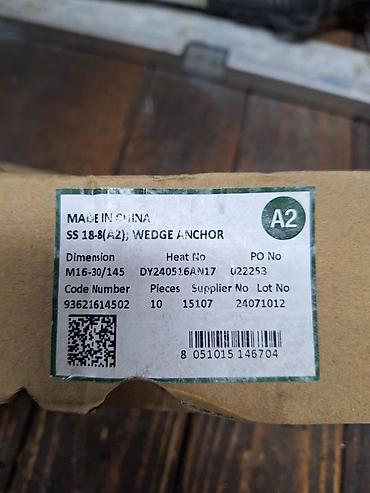 MADE IN CHINA
SS 18-8(A2); WEDGE ANCHOR
A2
Dimension Heat No PO No
M16-30/145 DY240516AN17 022253
Code Number Pieces Supplier No Lot No
93621614502 10 15107 24071012
8 051015 146704